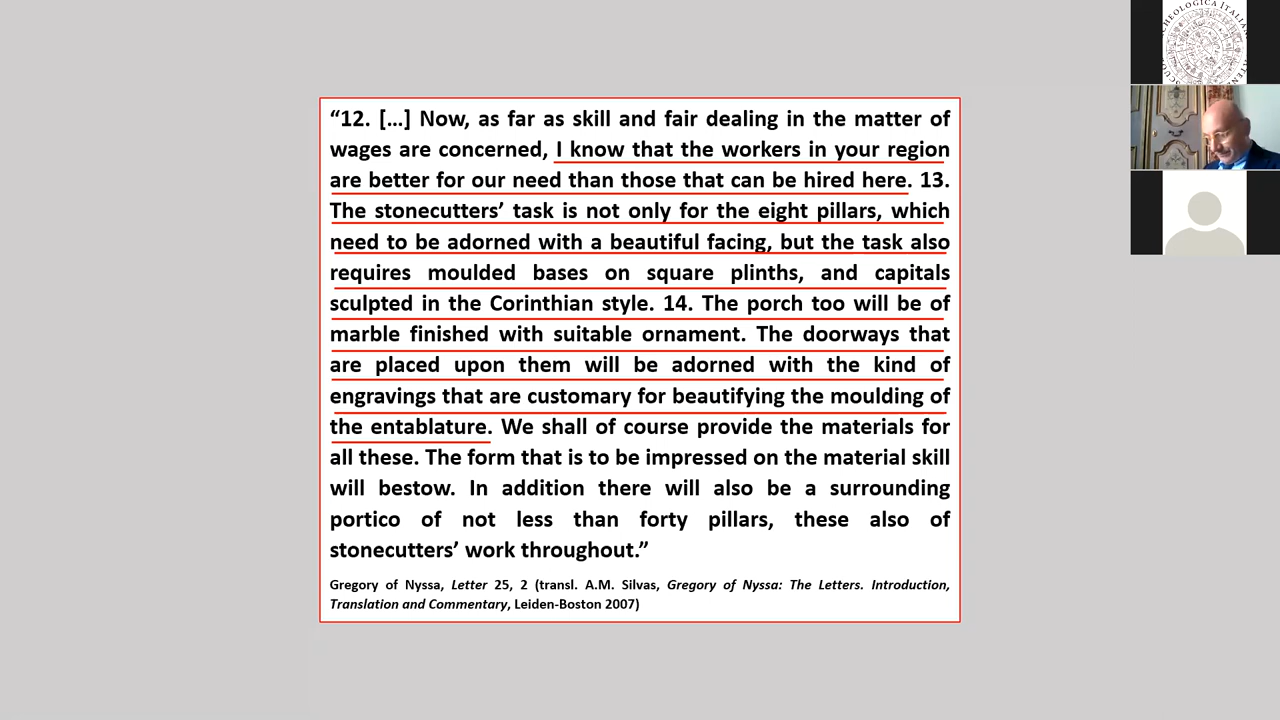 “12. […] Now, as far as skill and fair dealing in the matter of
wages are concerned, I know that the workers in your region
are better for our need than those that can be hired here. 13.
The stonecutters’ task is not only for the eight pillars, which
need to be adorned with a beautiful facing, but the task also
requires moulded bases on square plinths, and capitals
sculpted in the Corinthian style. 14. The porch too will be of
marble finished with suitable ornament. The doorways that
are placed upon them will be adorned with the kind of
engravings that are customary for beautifying the moulding of
the entablature. We shall of course provide the materials for
all these. The form that is to be impressed on the material skill
will bestow. In addition there will also be a surrounding
portico of not less than forty pillars, these also of
stonecutters’ work throughout.”
Gregory of Nyssa, Letter 25, 2 (transl. A.M. Silvas, Gregory of Nyssa: The Letters. Introduction,
Translation and Commentary, Leiden-Boston 2007)